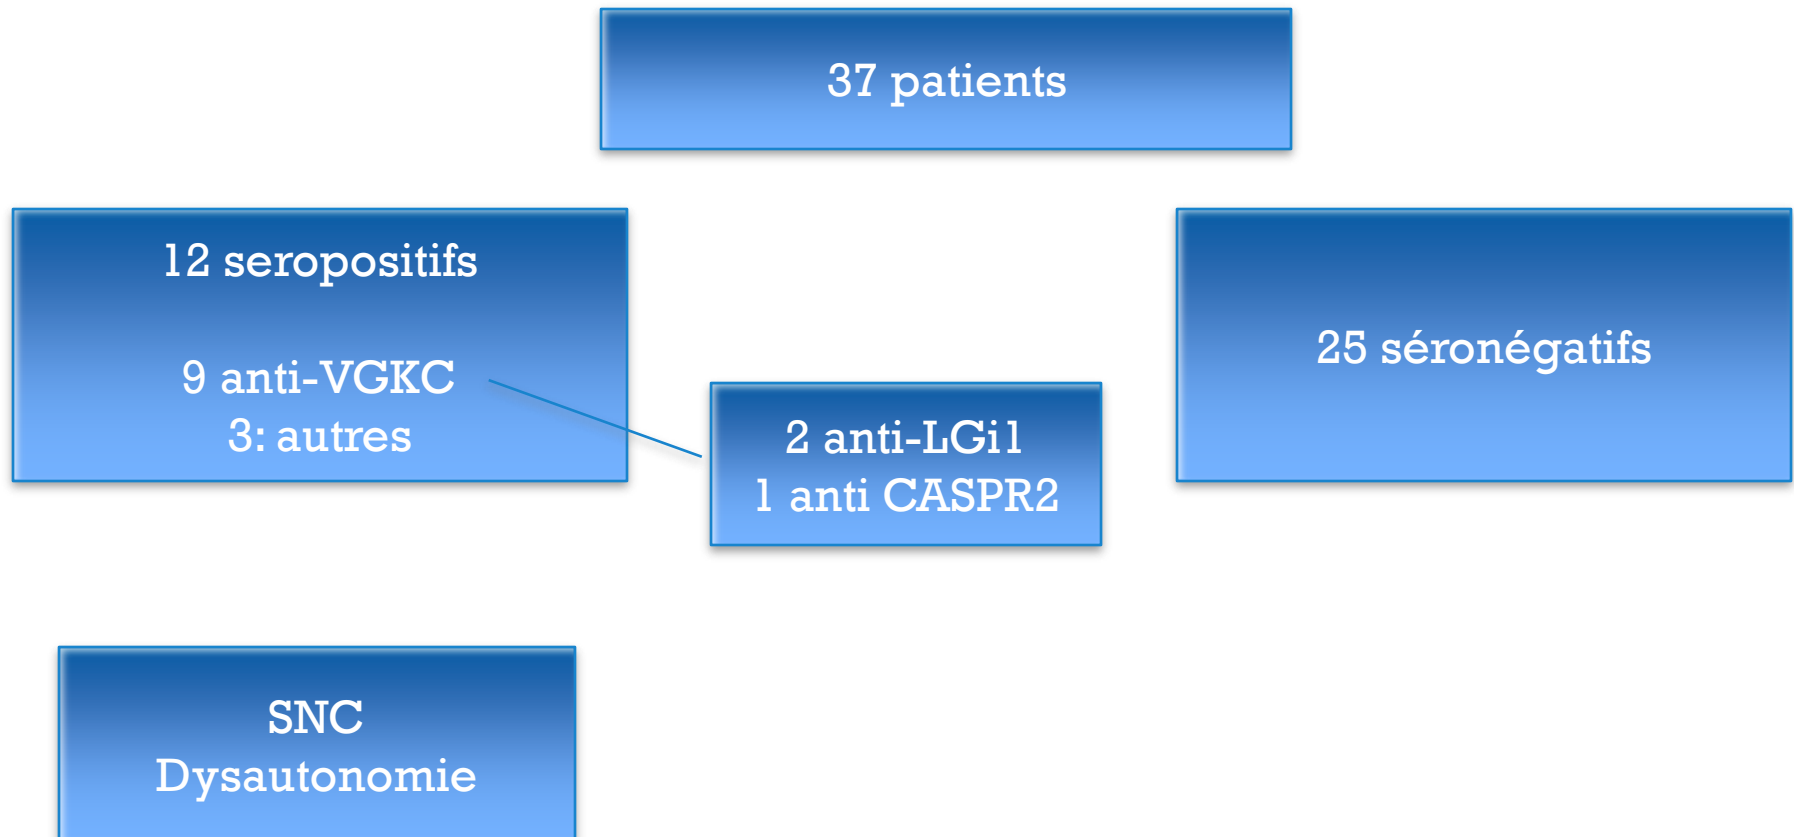 37 patients
12 seropositifs
9 anti-VGKC
3: autres
2 anti-LGi1
1 anti CASPR2
25 séronégatifs
SNC
Dysautonomie